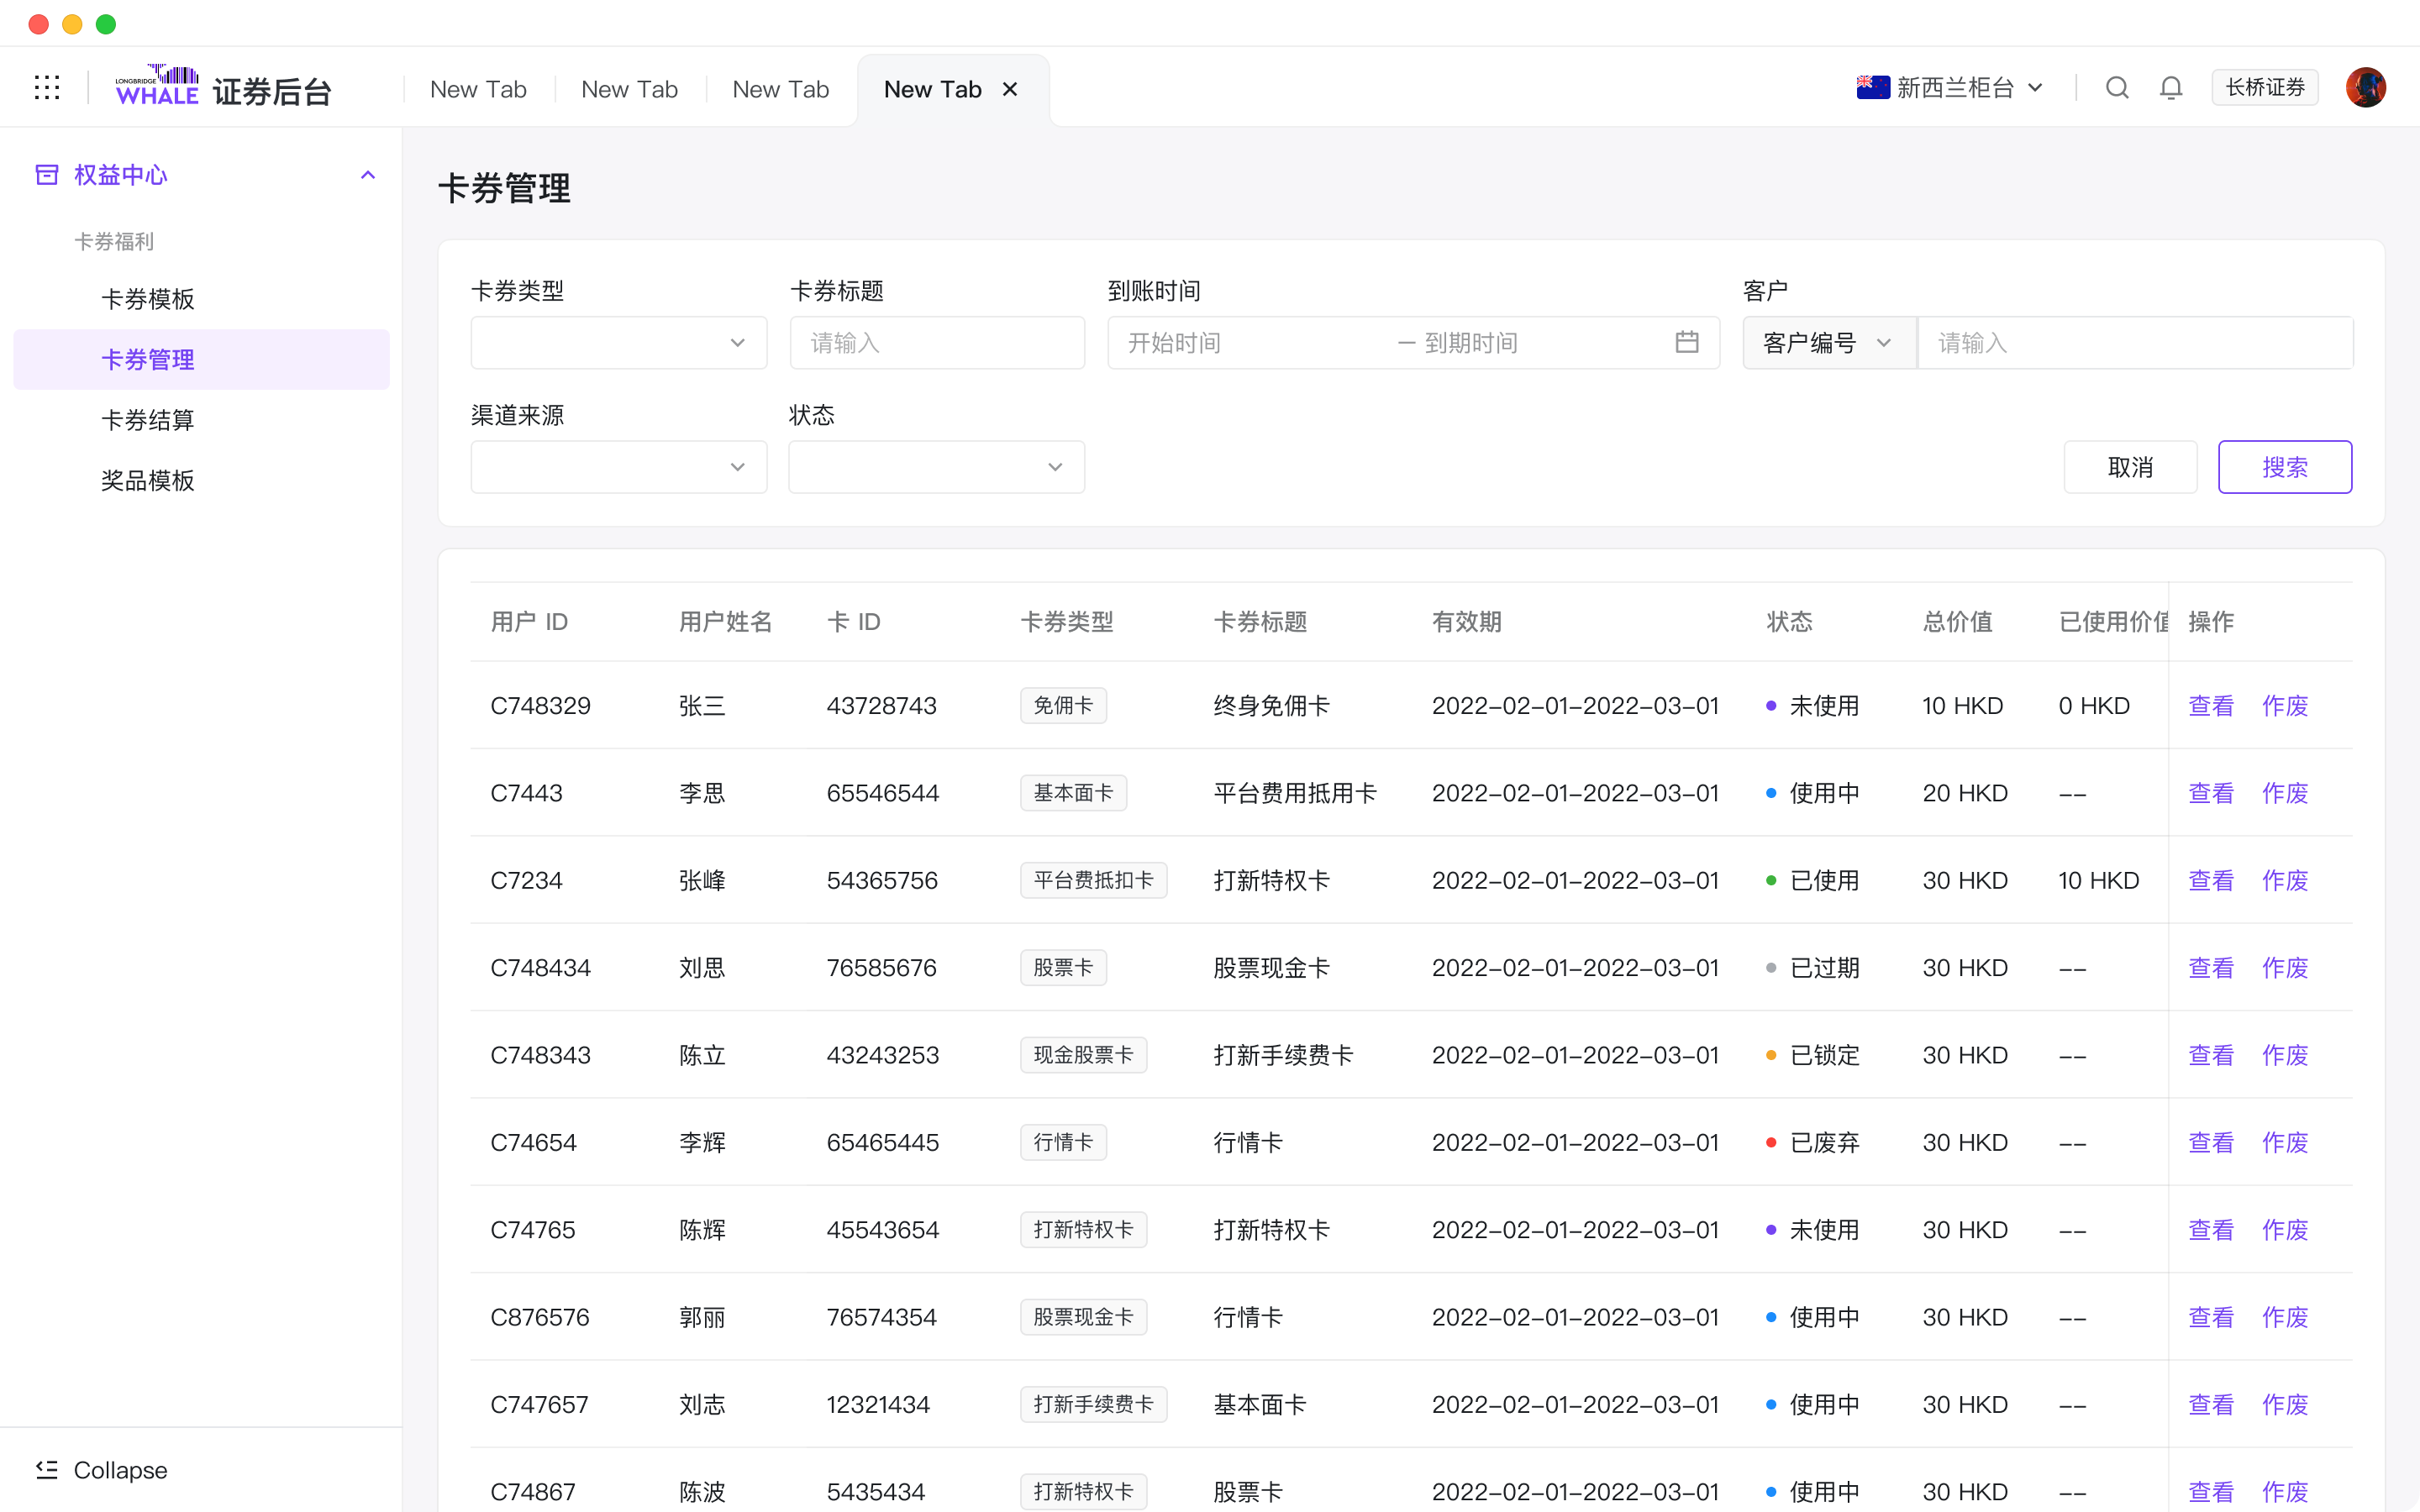 LONGBRIDGE
WHALE 证券后台
New Tab
New Tab
New Tab
New Tab
新西兰柜台
长桥证券
权益中心
卡券福利
卡券模板
卡券管理
卡券结算
奖品模板
Collapse
卡券管理
卡券类型 卡券标题 到账时间 客户
请输入 开始时间 — 到期时间 客户编号 请输入
渠道来源 状态
取消 搜索
用户 ID 用户姓名 卡 ID 卡券类型 卡券标题 有效期 状态 总价值 已使用价值 操作
C748329 张三 43728743 免佣卡 终身免佣卡 2022-02-01-2022-03-01 未使用 10 HKD 0 HKD 查看 作废
C7443 李思 65546544 基本面卡 平台费用抵用卡 2022-02-01-2022-03-01 使用中 20 HKD -- 查看 作废
C7234 张峰 54365756 平台费抵扣卡 打新特权卡 2022-02-01-2022-03-01 已使用 30 HKD 10 HKD 查看 作废
C748434 刘思 76585676 股票卡 股票现金卡 2022-02-01-2022-03-01 已过期 30 HKD -- 查看 作废
C748343 陈立 43243253 现金股票卡 打新手续费卡 2022-02-01-2022-03-01 已锁定 30 HKD -- 查看 作废
C74654 李辉 65465445 行情卡 行情卡 2022-02-01-2022-03-01 已废弃 30 HKD -- 查看 作废
C74765 陈辉 45543654 打新特权卡 打新特权卡 2022-02-01-2022-03-01 未使用 30 HKD -- 查看 作废
C876576 郭丽 76574354 股票现金卡 行情卡 2022-02-01-2022-03-01 使用中 30 HKD -- 查看 作废
C747657 刘志 12321434 打新手续费卡 基本面卡 2022-02-01-2022-03-01 使用中 30 HKD -- 查看 作废
C74867 陈波 5435434 打新特权卡 股票卡 2022-02-01-2022-03-01 使用中 30 HKD -- 查看 作废